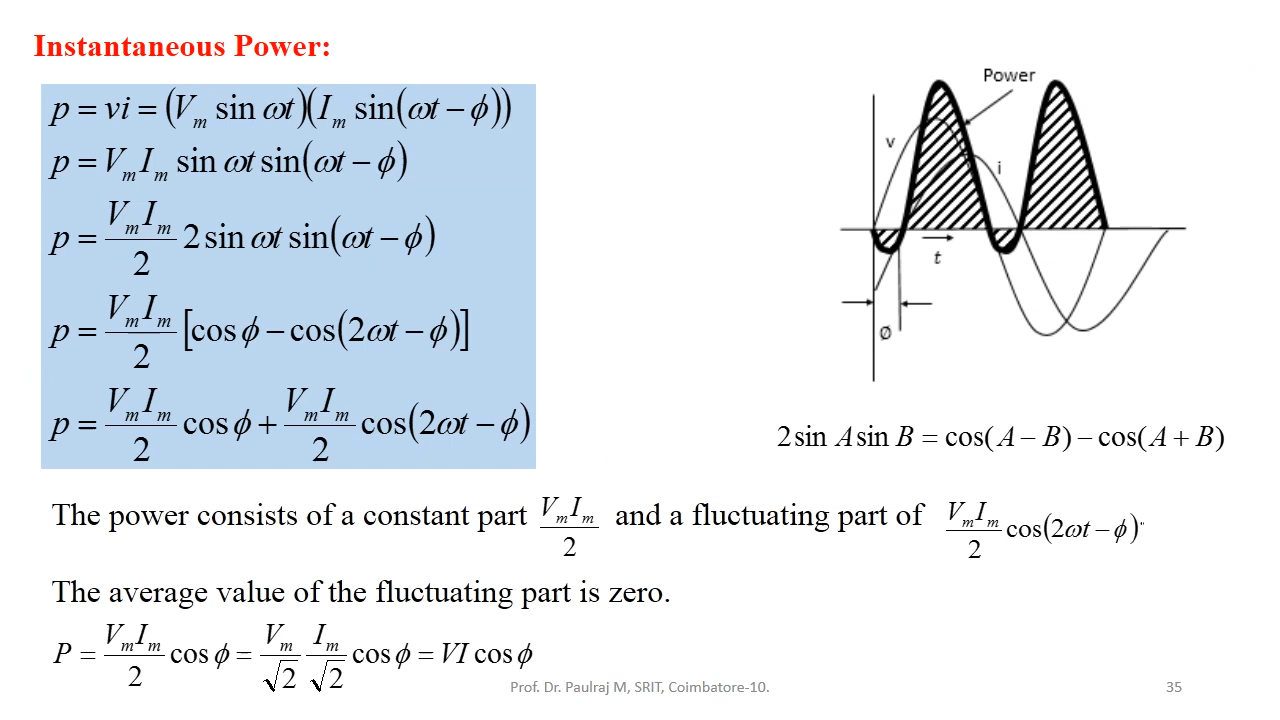 Instantaneous Power:
p = vi = (V_m sin ωt)(I_m sin(ωt − ϕ))
p = V_m I_m sin ωt sin(ωt − ϕ)
p = V_m I_m / 2 2 sin ωt sin(ωt − ϕ)
p = V_m I_m / 2 [cos ϕ − cos(2ωt − ϕ)]
p = V_m I_m / 2 cos ϕ + V_m I_m / 2 cos(2ωt − ϕ)
Power
v
i
t
Ø
2 sin A sin B = cos(A − B) − cos(A + B)
The power consists of a constant part V_m I_m / 2 and a fluctuating part of V_m I_m / 2 cos(2ωt − ϕ)
The average value of the fluctuating part is zero.
P = V_m I_m / 2 cos ϕ = V_m / √2 I_m / √2 cos ϕ = VI cos ϕ
Prof. Dr. Paulraj M, SRIT, Coimbatore-10.
35